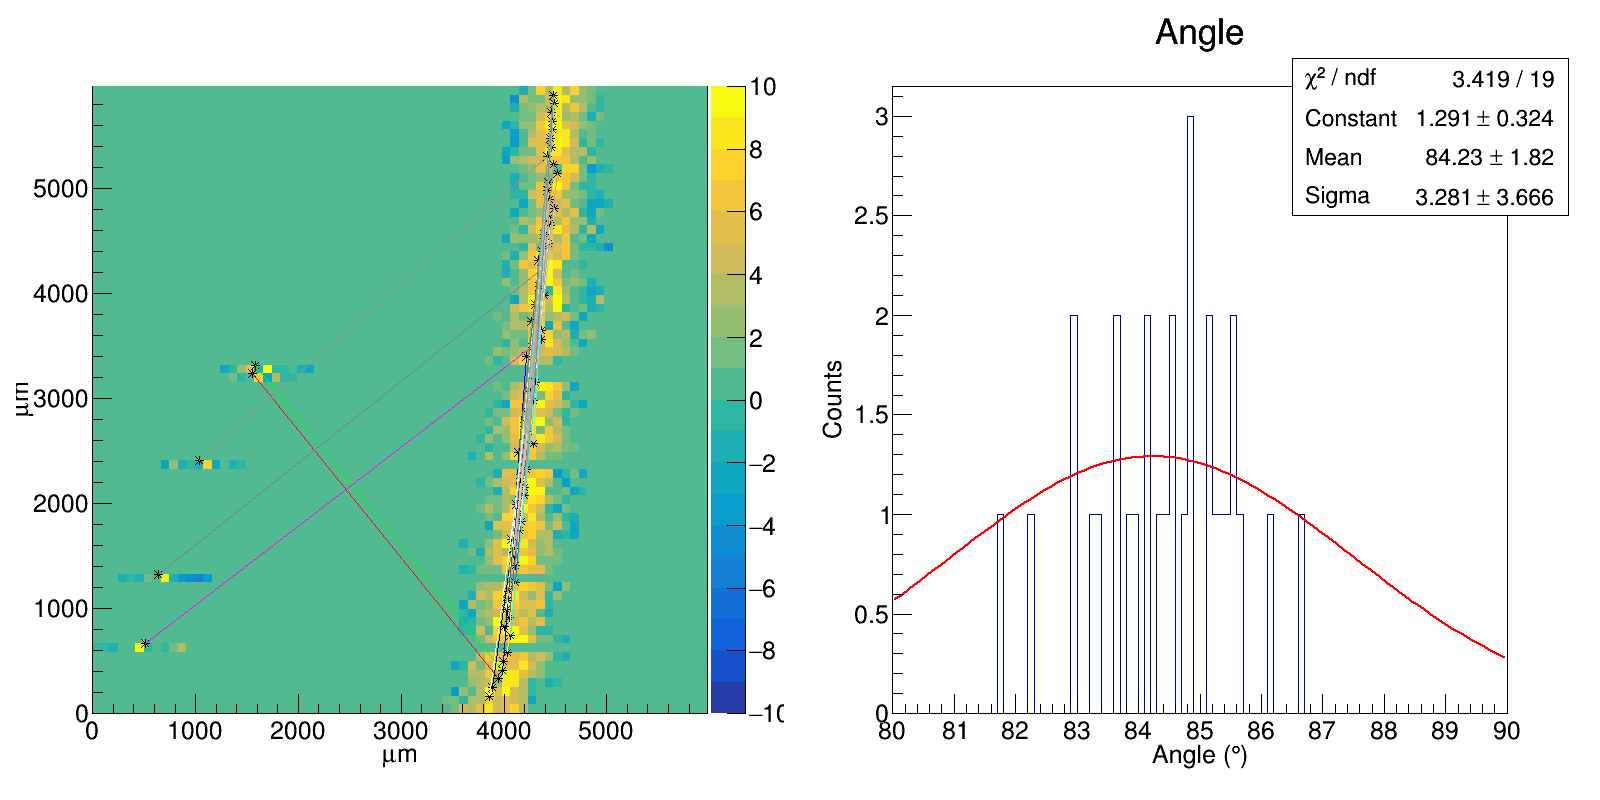 Angle
χ² / ndf 3.419 / 19
Constant 1.291 ± 0.324
Mean 84.23 ± 1.82
Sigma 3.281 ± 3.666
5000
4000
3000
2000
1000
0
μm
0 1000 2000 3000 4000 5000
μm
10
8
6
4
2
0
−2
−4
−6
−8
−10
3
2.5
2
1.5
1
0.5
0
Counts
80 81 82 83 84 85 86 87 88 89 90
Angle (°)